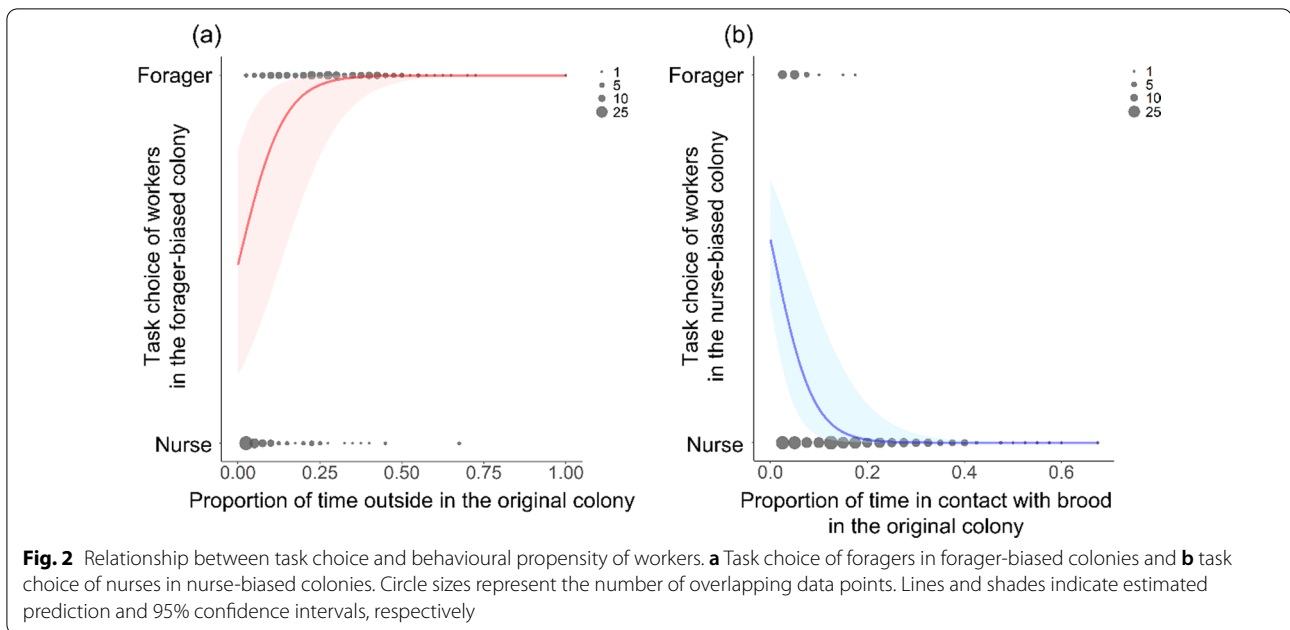 (a)
Forager
1
5
10
25
Task choice of workers
in the forager-biased colony
Nurse
0.00 0.25 0.50 0.75 1.00
Proportion of time outside in the original colony
(b)
Forager
1
5
10
25
Task choice of workers
in the nurse-biased colony
Nurse
0.0 0.2 0.4 0.6
Proportion of time in contact with brood
in the original colony
Fig. 2 Relationship between task choice and behavioural propensity of workers. a Task choice of foragers in forager-biased colonies and b task
choice of nurses in nurse-biased colonies. Circle sizes represent the number of overlapping data points. Lines and shades indicate estimated
prediction and 95% confidence intervals, respectively